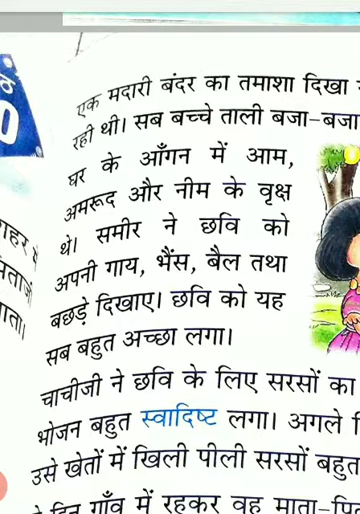 एक मदारी बंदर का तमाशा दिखा
रही थी। सब बच्चे ताली बजा-बजा
घर के आँगन में आम,
अमरूद और नीम के वृक्ष
थे। समीर ने छवि को
अपनी गाय, भैंस, बैल तथा
बछड़े दिखाए। छवि को यह
सब बहुत अच्छा लगा।
चाचीजी ने छवि के लिए सरसों का
भोजन बहुत स्वादिष्ट लगा। अगले
उसे खेतों में खिली पीली सरसों बहुत
दिन गाँव में रहकर वह